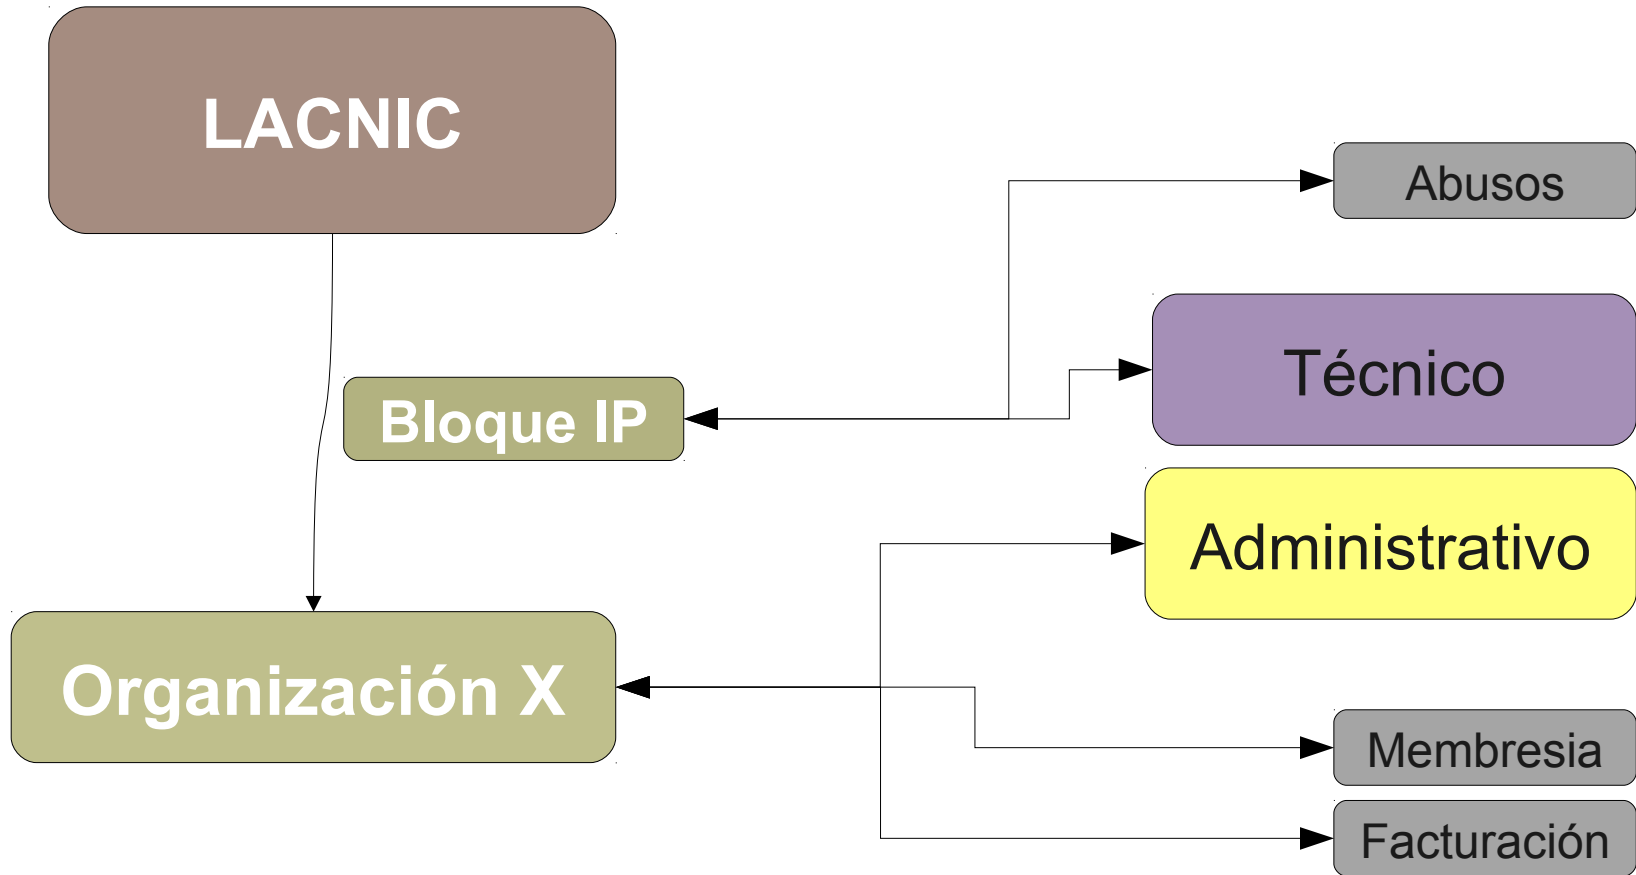 LACNIC
Abusos
Técnico
Bloque IP
Administrativo
Organización X
Membresia
Facturación